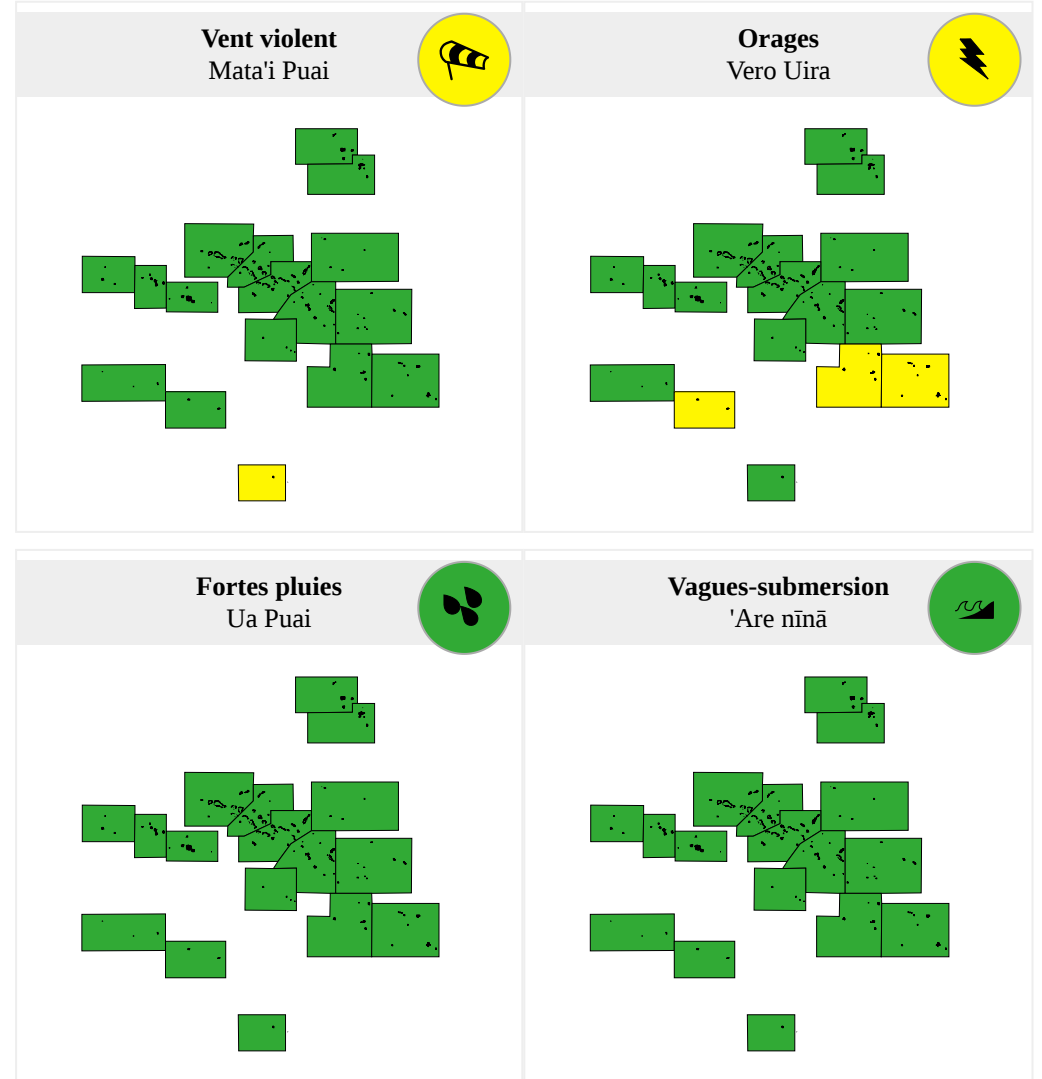 Vent violent
Mata'i Puai
Orages
Vero Uira
Fortes pluies
Ua Puai
Vagues-submersion
'Are nīnā